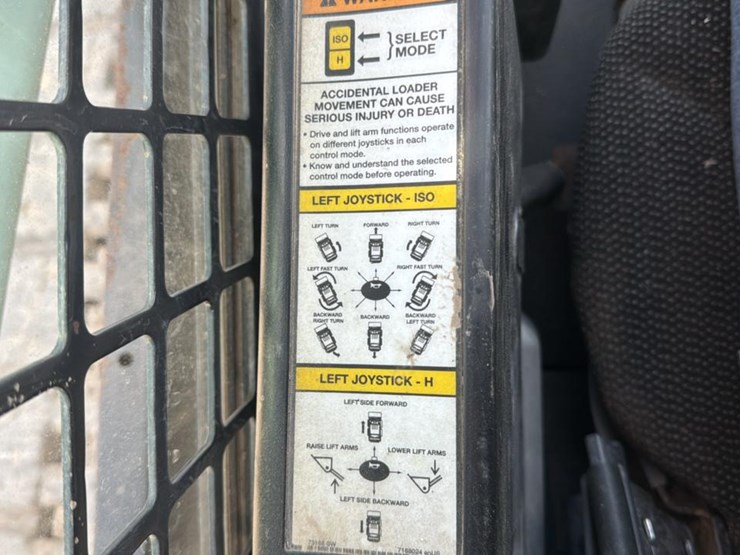 ISO
H
SELECT
MODE
ACCIDENTAL LOADER
MOVEMENT CAN CAUSE
SERIOUS INJURY OR DEATH
• Drive and lift arm functions operate
on different joysticks in each
control mode.
• Know and understand the selected
control mode before operating.
LEFT JOYSTICK - ISO
LEFT TURN FORWARD RIGHT TURN
LEFT FAST TURN RIGHT FAST TURN
BACKWARD
RIGHT TURN
BACKWARD
BACKWARD
LEFT TURN
LEFT JOYSTICK - H
LEFT SIDE FORWARD
RAISE LIFT ARMS LOWER LIFT ARMS
LEFT SIDE BACKWARD